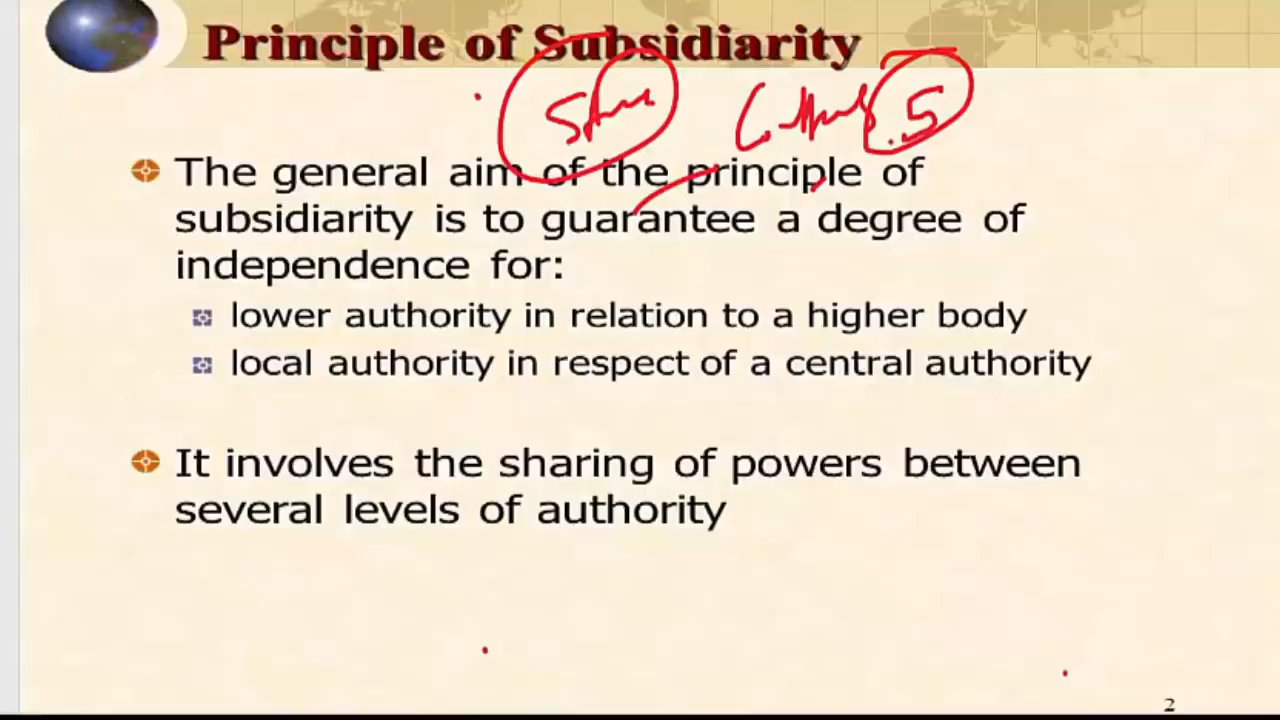 Principle of Subsidiarity
The general aim of the principle of
subsidiarity is to guarantee a degree of
independence for:
lower authority in relation to a higher body
local authority in respect of a central authority
It involves the sharing of powers between
several levels of authority
2